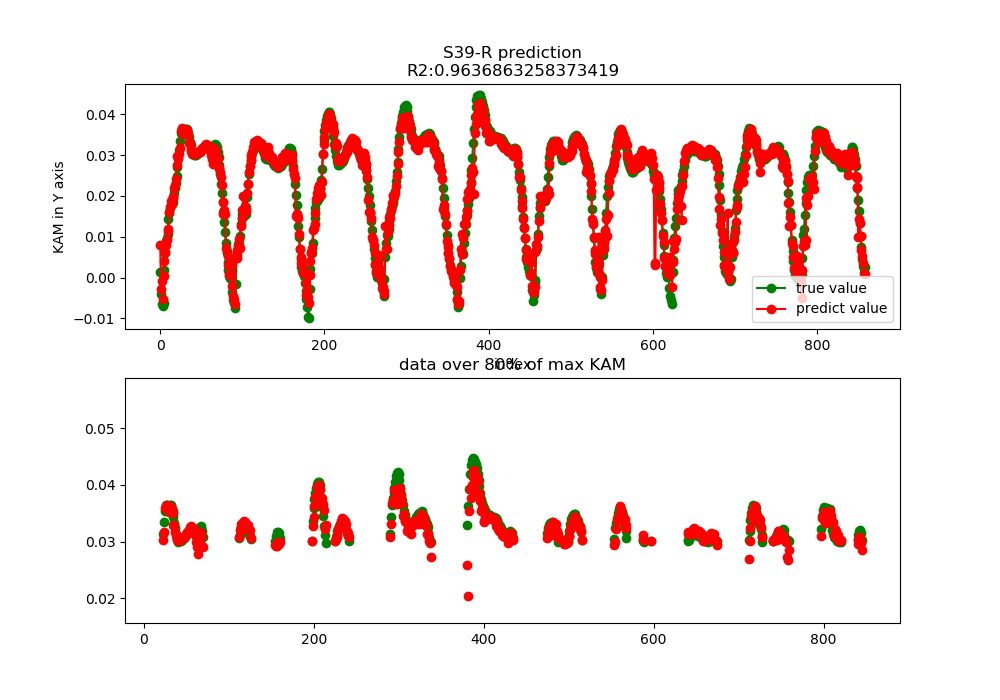 S39-R prediction
R2:0.9636863258373419
KAM in Y axis
0.04
0.03
0.02
0.01
0.00
−0.01
true value
predict value
0 200 400 600 800
index
data over 80% of max KAM
0.05
0.04
0.03
0.02
0 200 400 600 800